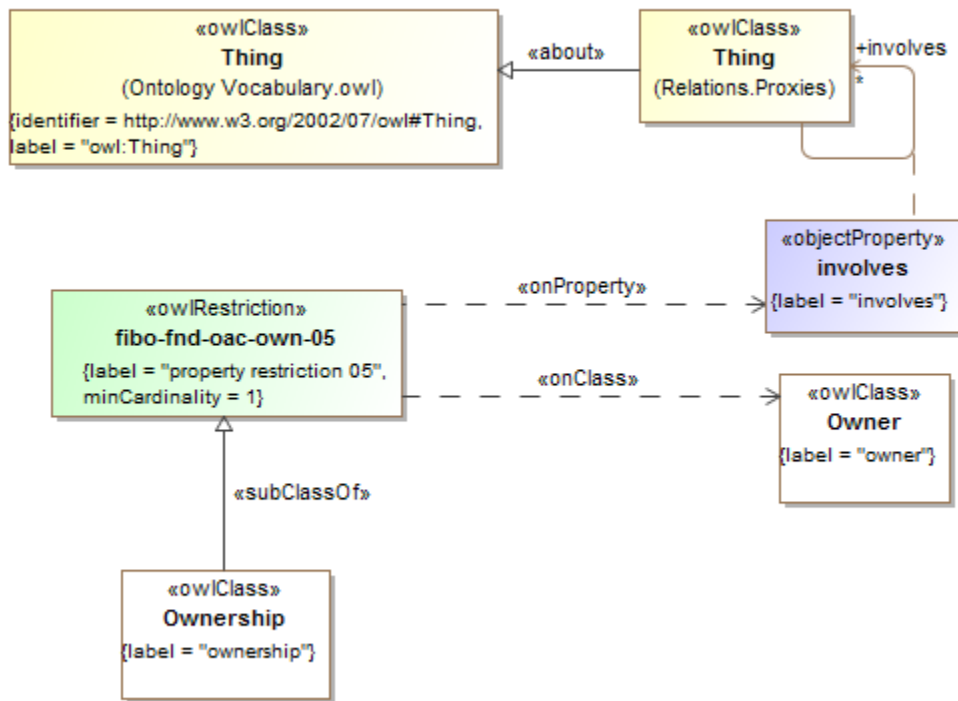 «owlClass»
Thing
(Ontology Vocabulary.owl)
{identifier = http://www.w3.org/2002/07/owl#Thing,
label = "owl:Thing"}
«about»
«owlClass»
Thing
(Relations.Proxies)
+involves
*
«objectProperty»
involves
{label = "involves"}
«owlRestriction»
fibo-fnd-oac-own-05
{label = "property restriction 05",
minCardinality = 1}
«onProperty»
«onClass»
«owlClass»
Owner
{label = "owner"}
«subClassOf»
«owlClass»
Ownership
{label = "ownership"}